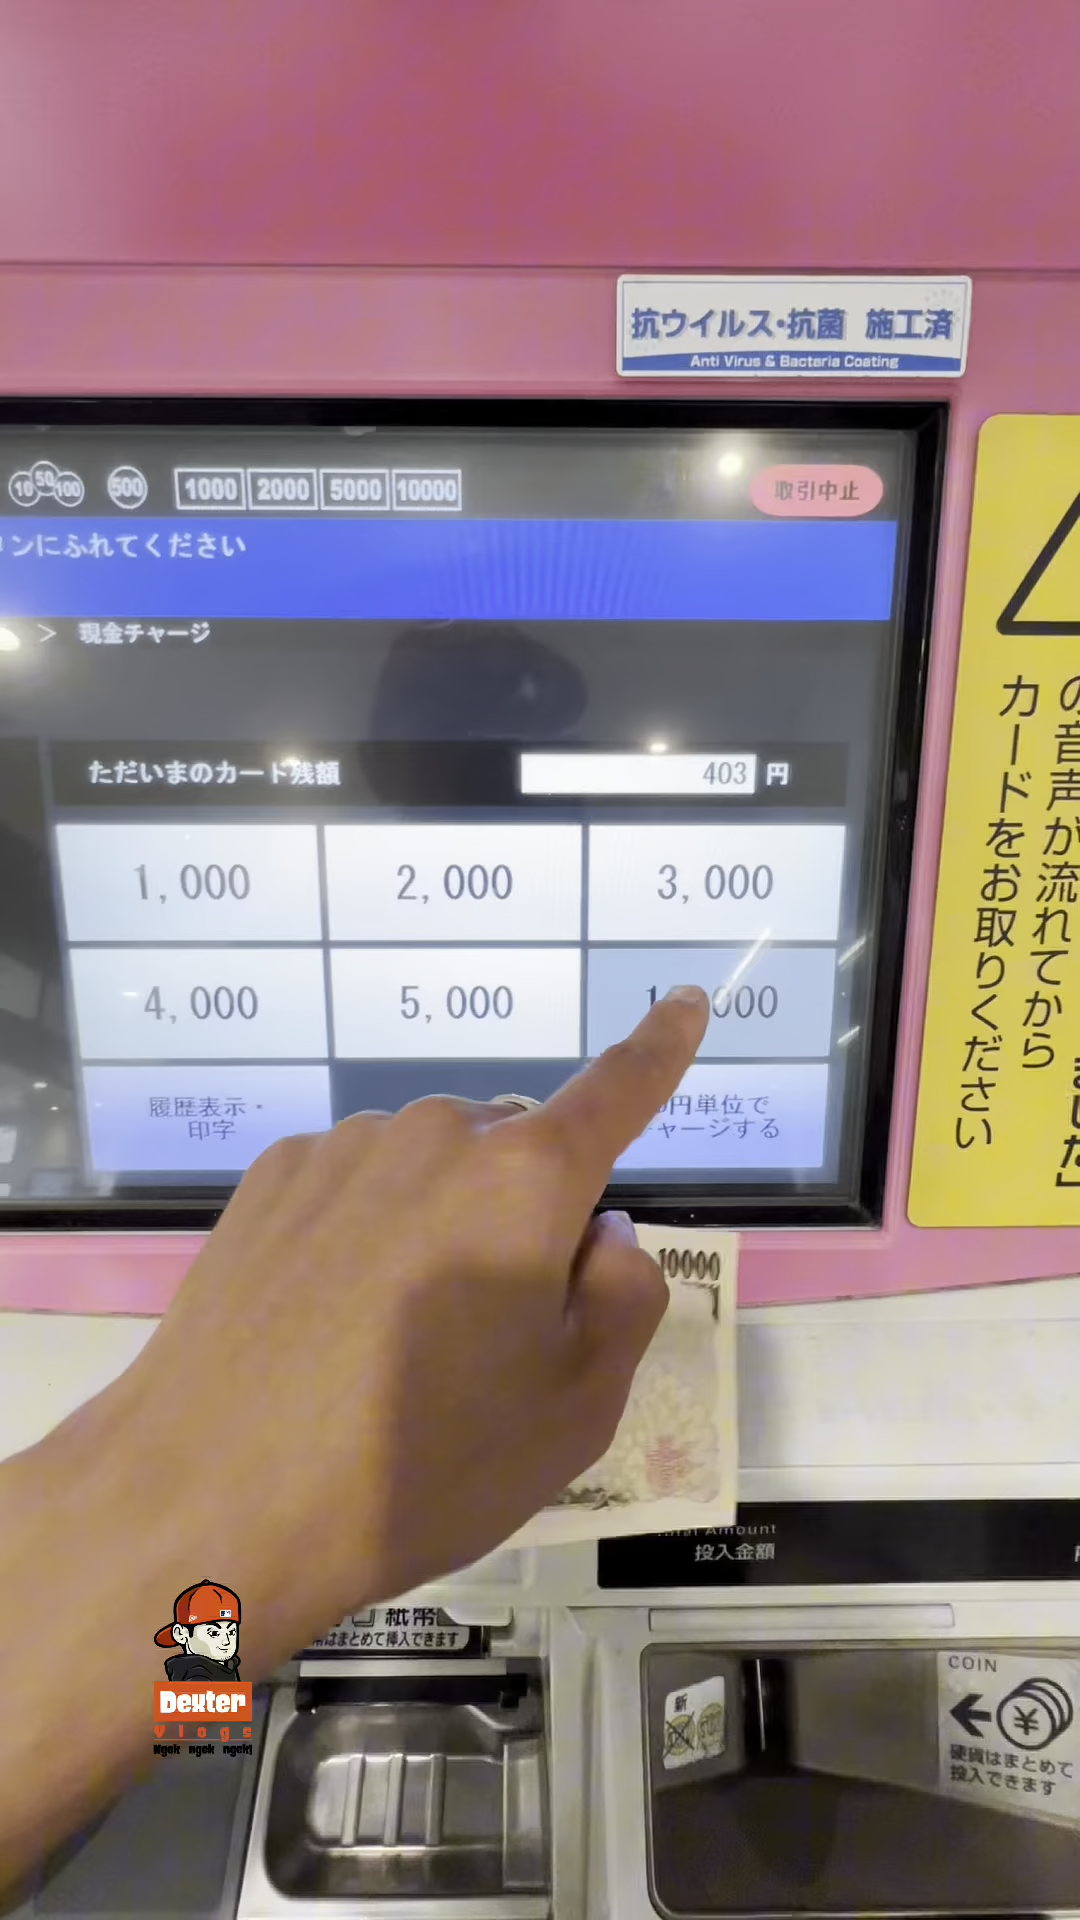 抗ウイルス・抗菌 施工済
Anti Virus & Bacteria Coating
10 50 100 500 1000 2000 5000 10000
取引中止
ンにふれてください
> 現金チャージ
ただいまのカード残額 403 円
1,000 2,000 3,000
4,000 5,000 000
履歴表示・
印字
円単位で
チャージする
の音声が流れてから
カードをお取りください
10000
Amount
投入金額
紙幣
はまとめて挿入できます
COIN
新
500
硬貨はまとめて
投入できます
Dexter
Vlogs
Ngek ngek ngek!